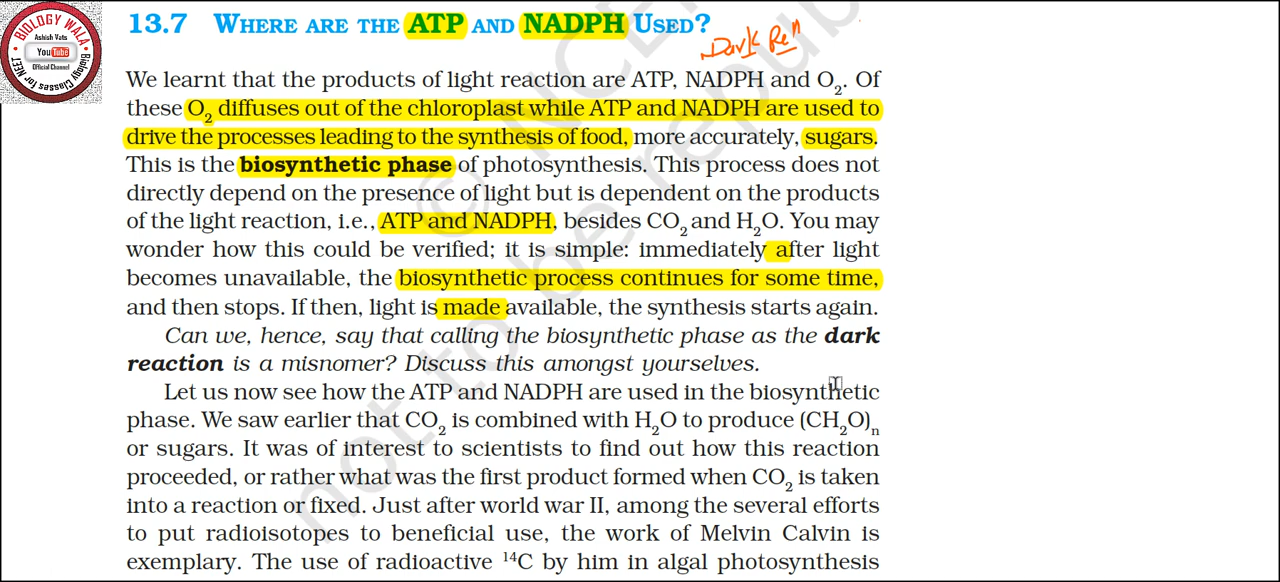 BIOLOGY WALA
Ashish Vats
YouTube
Official Channel
Biology Classes for NEET
13.7 WHERE ARE THE ATP AND NADPH USED?
Dark Rxn
We learnt that the products of light reaction are ATP, NADPH and O₂. Of
these O₂ diffuses out of the chloroplast while ATP and NADPH are used to
drive the processes leading to the synthesis of food, more accurately, sugars.
This is the biosynthetic phase of photosynthesis. This process does not
directly depend on the presence of light but is dependent on the products
of the light reaction, i.e., ATP and NADPH, besides CO₂ and H₂O. You may
wonder how this could be verified; it is simple: immediately after light
becomes unavailable, the biosynthetic process continues for some time,
and then stops. If then, light is made available, the synthesis starts again.
Can we, hence, say that calling the biosynthetic phase as the dark
reaction is a misnomer? Discuss this amongst yourselves.
Let us now see how the ATP and NADPH are used in the biosynthetic
phase. We saw earlier that CO₂ is combined with H₂O to produce (CH₂O)ₙ
or sugars. It was of interest to scientists to find out how this reaction
proceeded, or rather what was the first product formed when CO₂ is taken
into a reaction or fixed. Just after world war II, among the several efforts
to put radioisotopes to beneficial use, the work of Melvin Calvin is
exemplary. The use of radioactive ¹⁴C by him in algal photosynthesis
© NCE
not to be repub